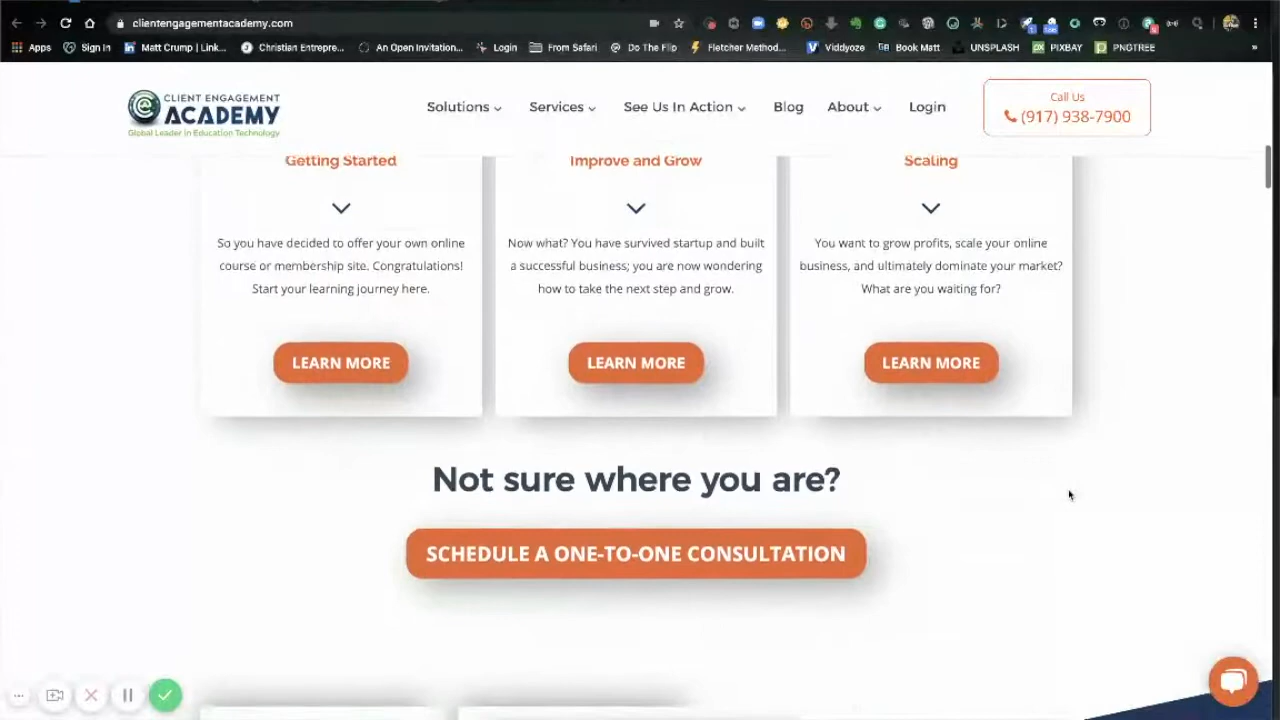 clientengagementacademy.com
Apps Sign In Matt Crump | Link... Christian Entrepre... An Open Invitation... Login From Safari Do The Flip Fletcher Method... Viddyoze Book Matt UNSPLASH PIXBAY PNGTREE »
CLIENT ENGAGEMENT
ACADEMY
Global Leader in Education Technology
Solutions Services See Us In Action Blog About Login
Call Us
(917) 938-7900
Getting Started
So you have decided to offer your own online
course or membership site. Congratulations!
Start your learning journey here.
LEARN MORE
Improve and Grow
Now what? You have survived startup and built
a successful business; you are now wondering
how to take the next step and grow.
LEARN MORE
Scaling
You want to grow profits, scale your online
business, and ultimately dominate your market?
What are you waiting for?
LEARN MORE
Not sure where you are?
SCHEDULE A ONE-TO-ONE CONSULTATION